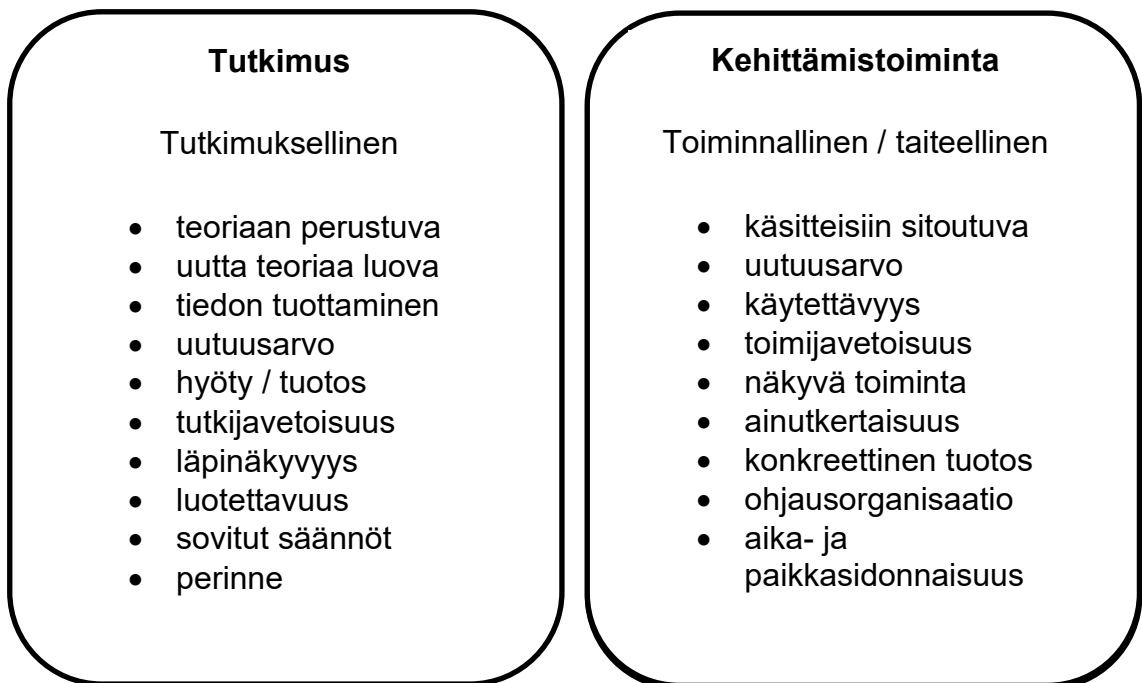 Tutkimus
Tutkimuksellinen
• teoriaan perustuva
• uutta teoriaa luova
• tiedon tuottaminen
• uutuusarvo
• hyöty / tuotos
• tutkijavetoisuus
• läpinäkyvyys
• luotettavuus
• sovitut säännöt
• perinne
Kehittämistoiminta
Toiminnallinen / taiteellinen
• käsitteisiin sitoutuva
• uutuusarvo
• käytettävyys
• toimijavetoisuus
• näkyvä toiminta
• ainutkertaisuus
• konkreettinen tuotos
• ohjausorganisaatio
• aika- ja
paikkasidonnaisuus